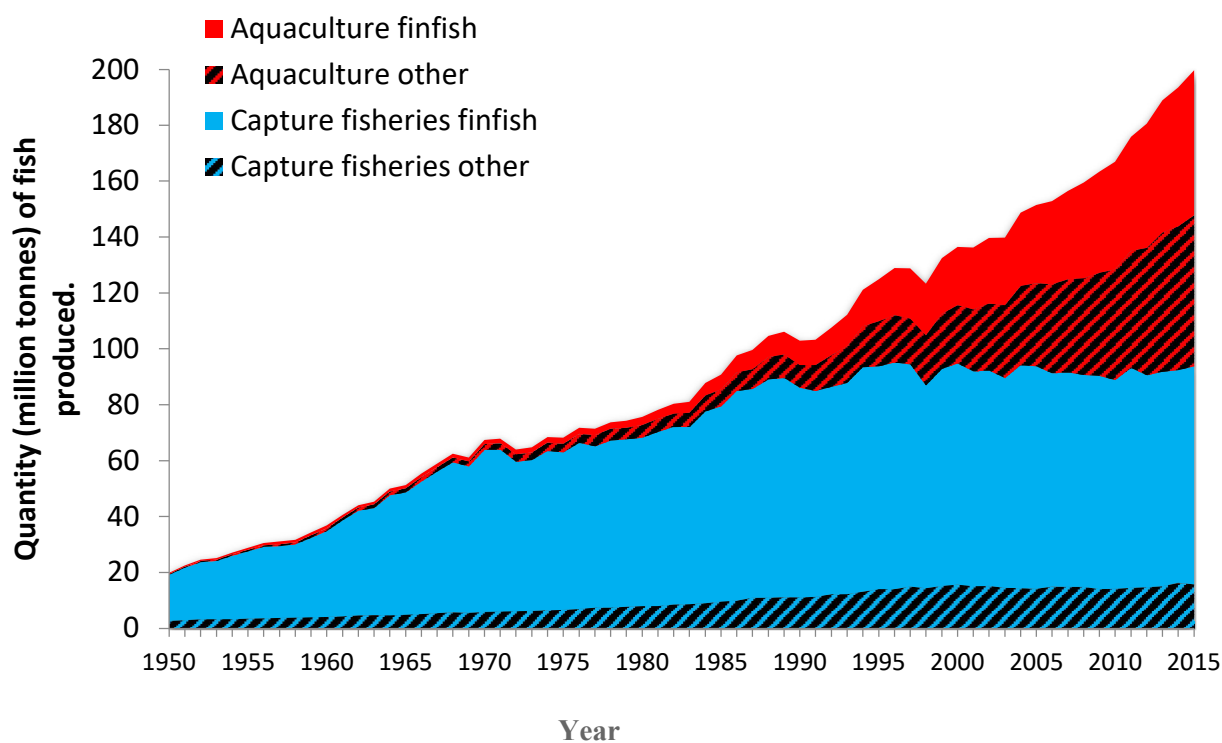 Aquaculture finfish
Aquaculture other
Capture fisheries finfish
Capture fisheries other
Quantity (million tonnes) of fish
produced.
200
180
160
140
120
100
80
60
40
20
0
1950 1955 1960 1965 1970 1975 1980 1985 1990 1995 2000 2005 2010 2015
Year